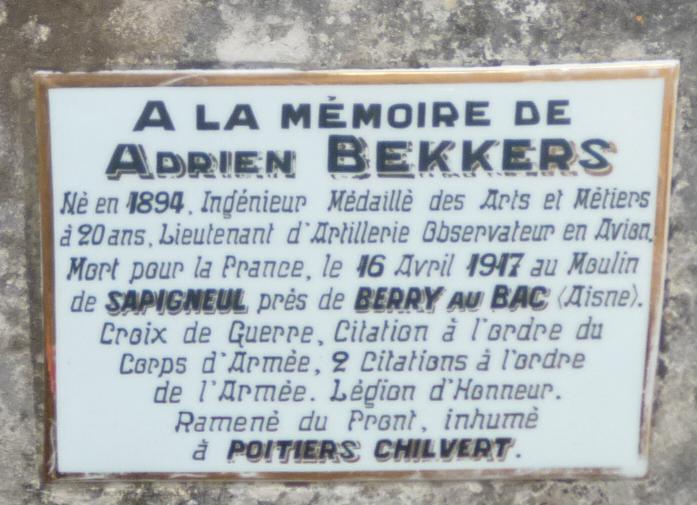 A LA MÉMOIRE DE
ADRIEN BEKKERS
Né en 1894, Ingénieur Médaillé des Arts et Métiers
à 20 ans, Lieutenant d'Artillerie Observateur en Avion,
Mort pour la France, le 16 Avril 1917 au Moulin
de SAPIGNEUL près de BERRY AU BAC (Aisne).
Croix de Guerre, Citation à l'ordre du
Corps d'Armée, 2 Citations à l'ordre
de l'Armée. Légion d'Honneur.
Ramené du Front, inhumé
à POITIERS CHILVERT.